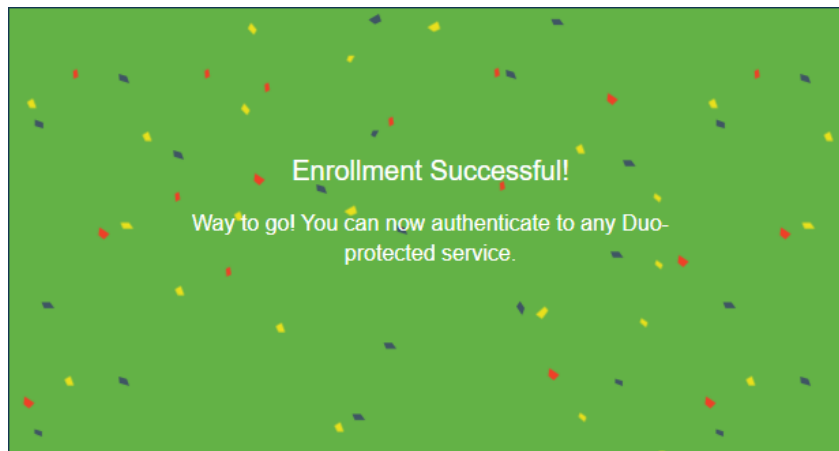 Enrollment Successful!
Way to go! You can now authenticate to any Duo-
protected service.